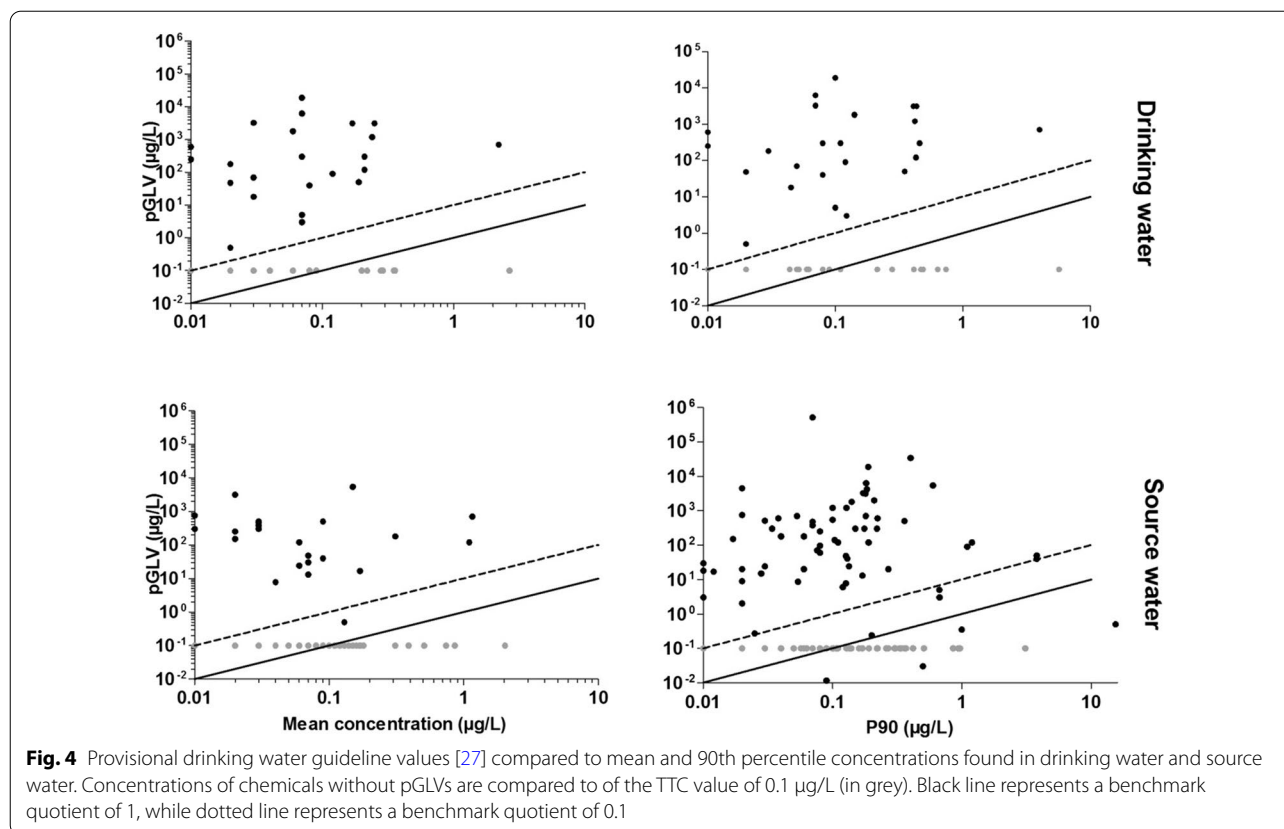 10⁶
10⁵
10⁴
10³
10²
10¹
10⁰
10⁻¹
10⁻²
pGLV (µg/L)
0.01 0.1 1 10
10⁶
10⁵
10⁴
10³
10²
10¹
10⁰
10⁻¹
10⁻²
0.01 0.1 1 10
Drinking water
10⁶
10⁵
10⁴
10³
10²
10¹
10⁰
10⁻¹
10⁻²
pGLV (µg/L)
0.01 0.1 1 10
Mean concentration (µg/L)
10⁶
10⁵
10⁴
10³
10²
10¹
10⁰
10⁻¹
10⁻²
0.01 0.1 1 10
P90 (µg/L)
Source water
Fig. 4 Provisional drinking water guideline values [27] compared to mean and 90th percentile concentrations found in drinking water and source
water. Concentrations of chemicals without pGLVs are compared to of the TTC value of 0.1 µg/L (in grey). Black line represents a benchmark
quotient of 1, while dotted line represents a benchmark quotient of 0.1